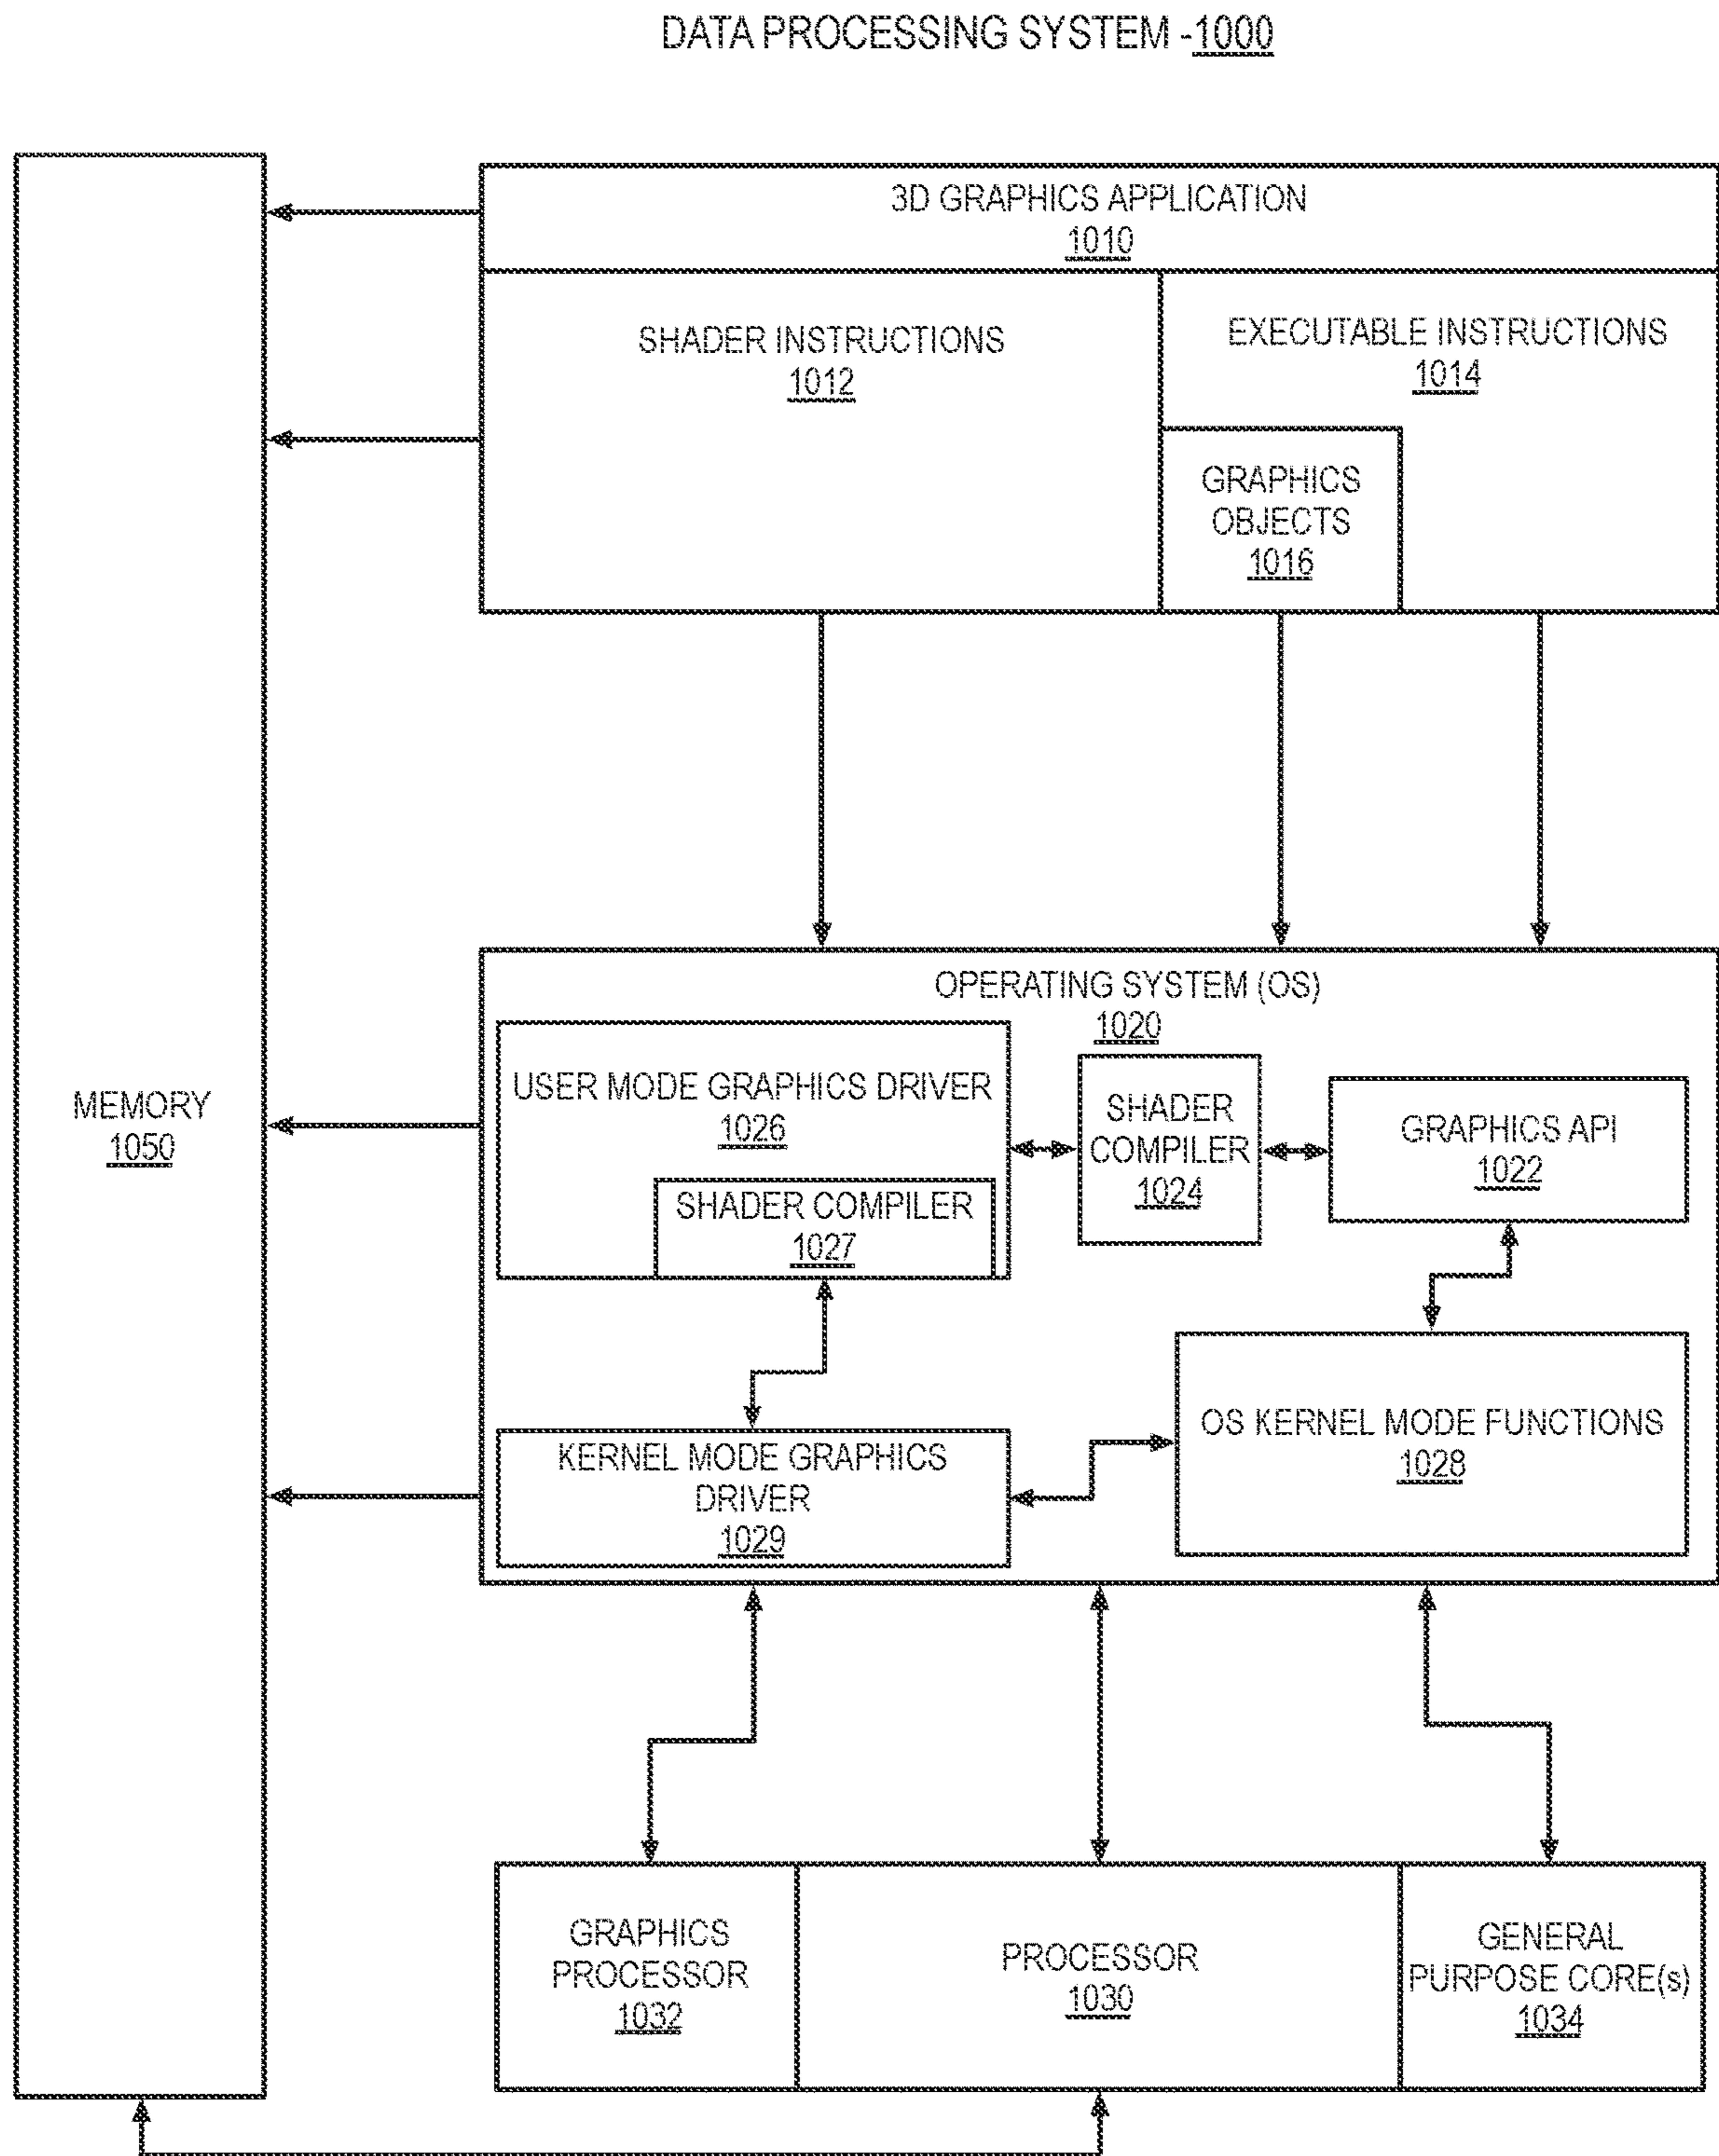 DATA PROCESSING SYSTEM -1000
3D GRAPHICS APPLICATION
1010
SHADER INSTRUCTIONS
1012
EXECUTABLE INSTRUCTIONS
1014
GRAPHICS
OBJECTS
1016
MEMORY
1050
OPERATING SYSTEM (OS)
1020
USER MODE GRAPHICS DRIVER
1026
SHADER COMPILER
1027
SHADER
COMPILER
1024
GRAPHICS API
1022
KERNEL MODE GRAPHICS
DRIVER
1029
OS KERNEL MODE FUNCTIONS
1028
GRAPHICS
PROCESSOR
1032
PROCESSOR
1030
GENERAL
PURPOSE CORE(s)
1034